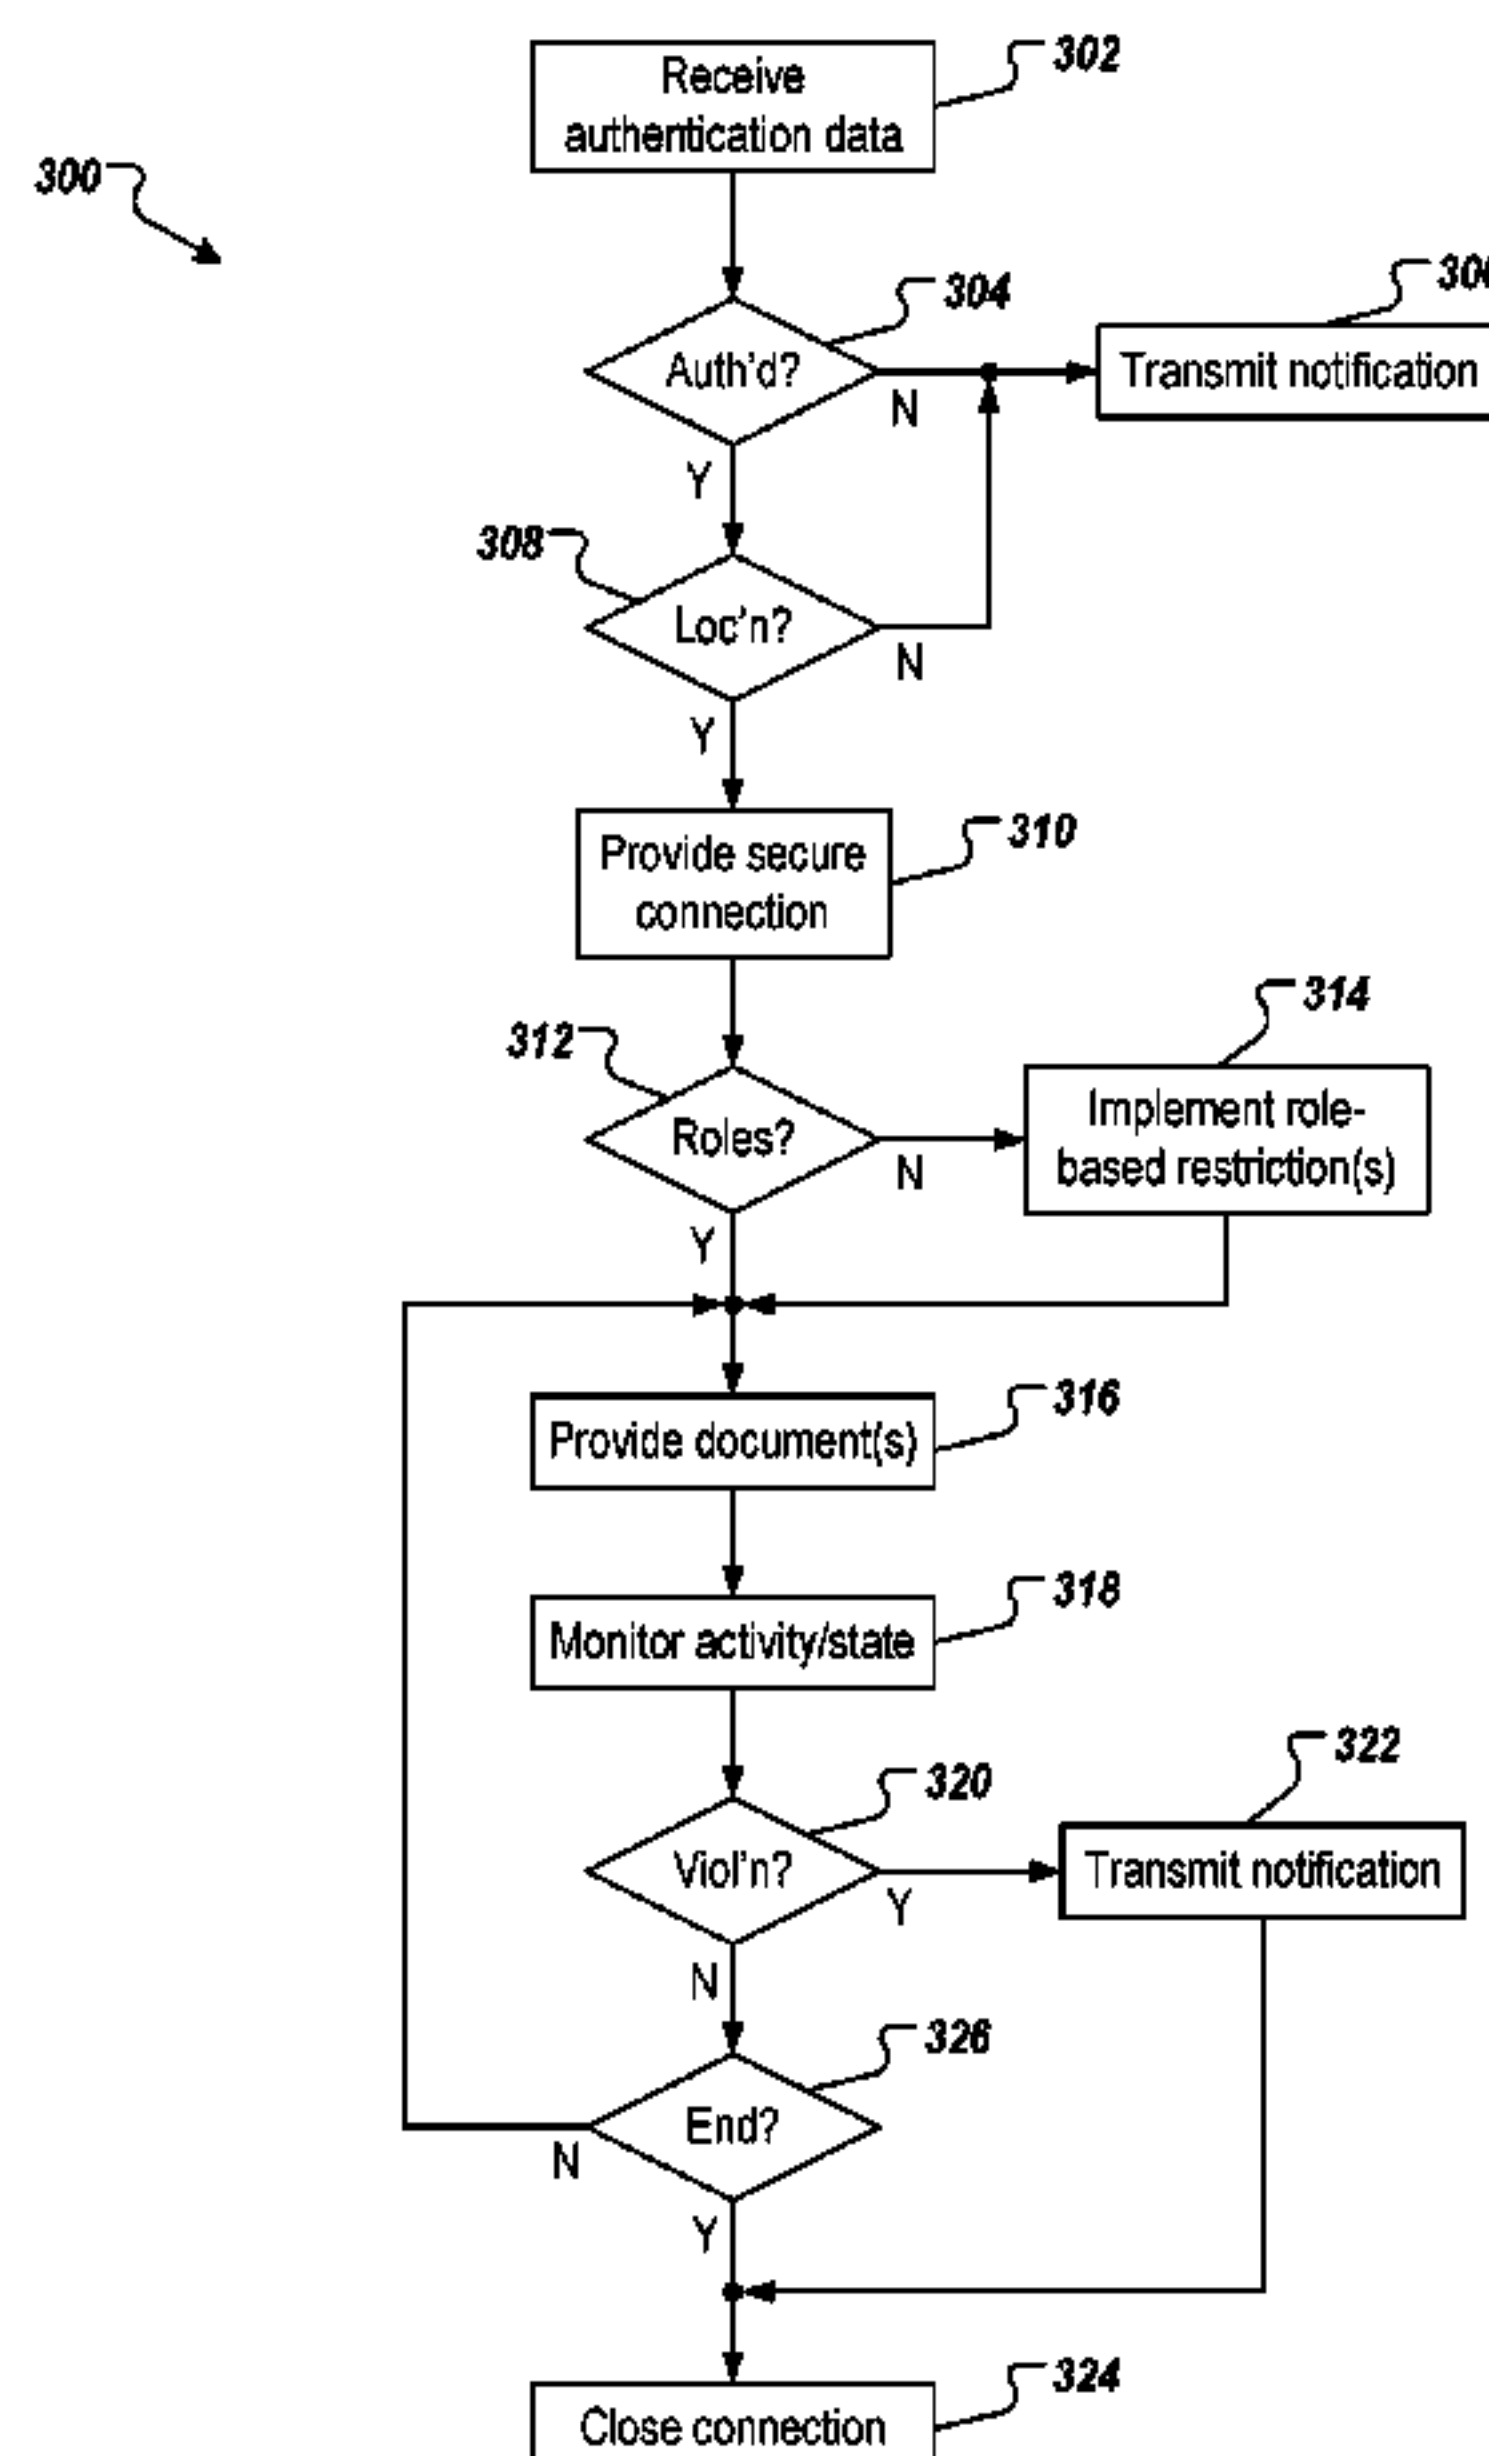 302
Receive
authentication data
300
304
Auth'd?
N
Transmit notification
Y
308
Loc'n?
N
Y
310
Provide secure
connection
314
312
Roles?
N
Implement role-
based restriction(s)
Y
316
Provide document(s)
318
Monitor activity/state
322
320
Viol'n?
Y
Transmit notification
N
326
End?
N
Y
324
Close connection